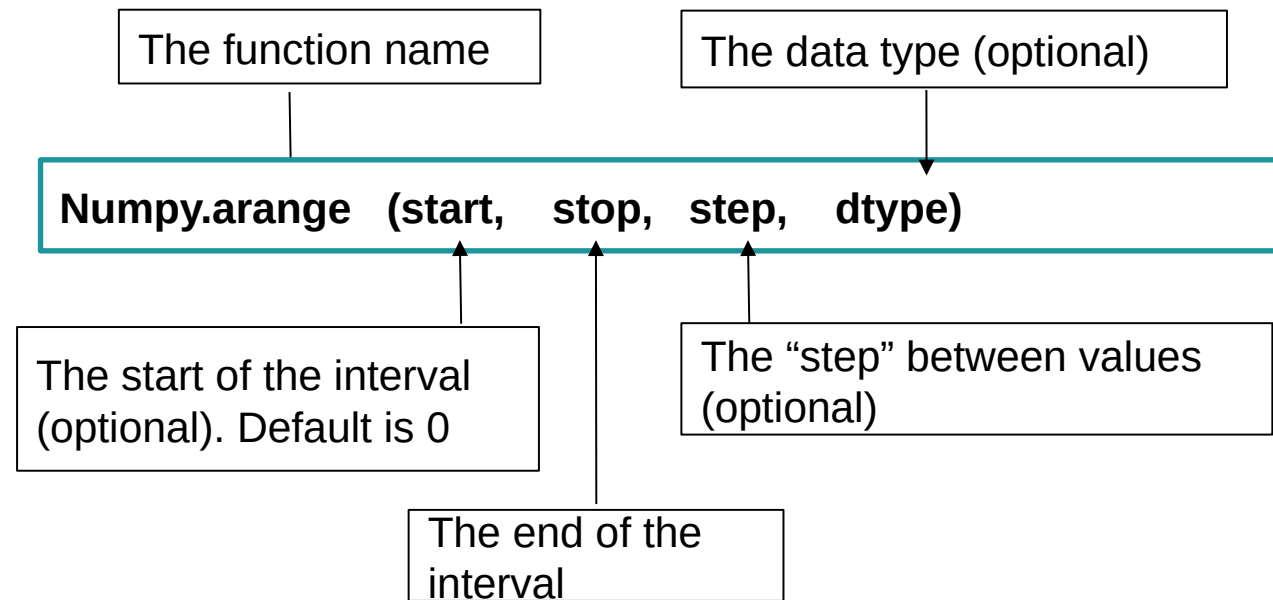 The function name
The data type (optional)
Numpy.arange (start, stop, step, dtype)
The start of the interval
(optional). Default is 0
The “step” between values
(optional)
The end of the
interval